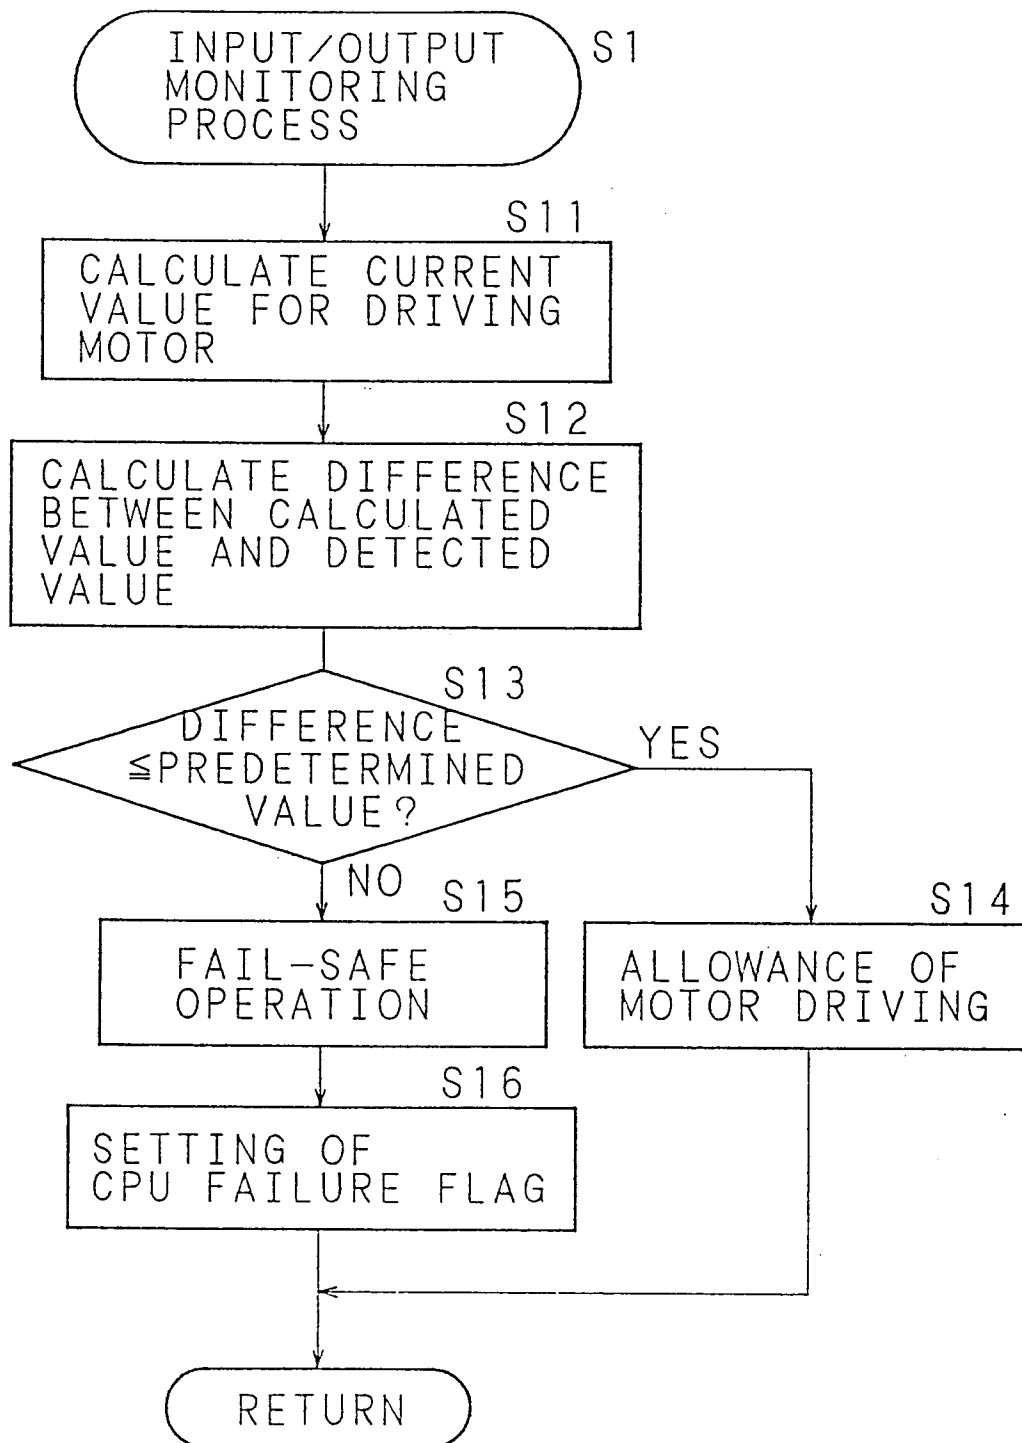 INPUT/OUTPUT
MONITORING
PROCESS
S1
S11
CALCULATE CURRENT
VALUE FOR DRIVING
MOTOR
S12
CALCULATE DIFFERENCE
BETWEEN CALCULATED
VALUE AND DETECTED
VALUE
S13
DIFFERENCE
≦PREDETERMINED
VALUE?
YES
NO
S15
FAIL-SAFE
OPERATION
S14
ALLOWANCE OF
MOTOR DRIVING
S16
SETTING OF
CPU FAILURE FLAG
RETURN